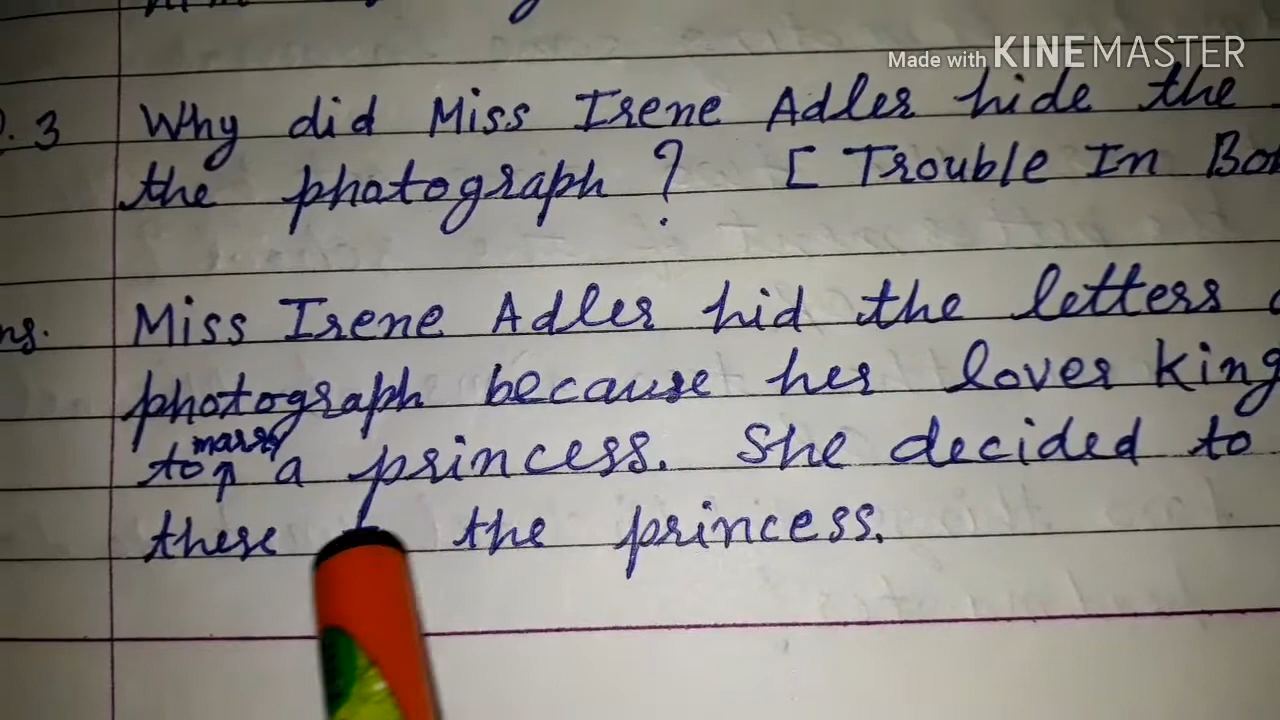 Made with KINEMASTER
Q. 3 Why did Miss Irene Adler hide the
the photograph ? [ Trouble In
Ans. Miss Irene Adler hid the letters
photograph because her lover King
to marry a princess. She decided to
these the princess.